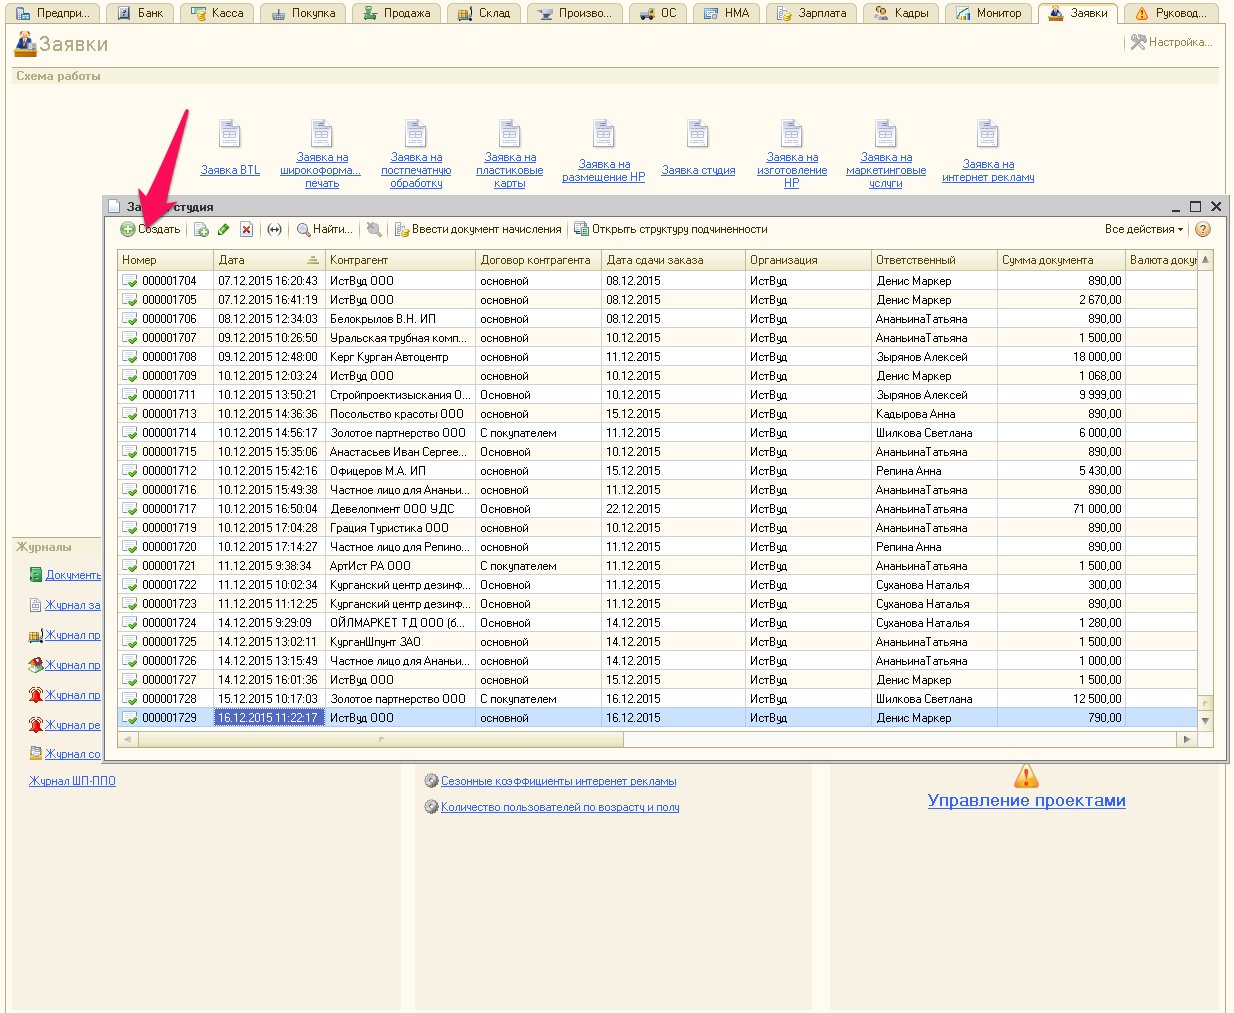 Предпри...
Банк
Касса
Покупка
Продажа
Склад
Произво...
ОС
НМА
Зарплата
Кадры
Монитор
Заявки
Руковод...
Заявки
Настройка...
Схема работы
Заявка BTL
Заявка на
широкоформа...
печать
Заявка на
постпечатную
обработку
Заявка на
пластиковые
карты
Заявка на
размещение НР
Заявка студия
Заявка на
изготовление
НР
Заявка на
маркетинговые
услуги
Заявка на
интернет рекламу
студия
Создать
Найти...
Ввести документ начисления
Открыть структуру подчиненности
Все действия
Номер Дата Контрагент Договор контрагента Дата сдачи заказа Организация Ответственный Сумма документа Валюта доку
000001704 07.12.2015 16:20:43 ИстВуд ООО основной 08.12.2015 ИстВуд Денис Маркер 890,00
000001705 07.12.2015 16:41:19 ИстВуд ООО основной 08.12.2015 ИстВуд Денис Маркер 2 670,00
000001706 08.12.2015 12:34:03 Белокрылов В.Н. ИП основной 08.12.2015 ИстВуд АнаньинаТатьяна 890,00
000001707 09.12.2015 10:26:50 Уральская трубная комп... основной 10.12.2015 ИстВуд АнаньинаТатьяна 1 500,00
000001708 09.12.2015 12:48:00 Керг Курган Автоцентр основной 11.12.2015 ИстВуд Зырянов Алексей 18 000,00
000001709 10.12.2015 12:03:24 ИстВуд ООО основной 10.12.2015 ИстВуд Денис Маркер 1 068,00
000001711 10.12.2015 13:50:21 Стройпроектизыскания О... Основной 10.12.2015 ИстВуд Зырянов Алексей 9 999,00
000001713 10.12.2015 14:36:36 Посольство красоты ООО основной 15.12.2015 ИстВуд Кадырова Анна 890,00
000001714 10.12.2015 14:56:17 Золотое партнерство ООО С покупателем 11.12.2015 ИстВуд Шилкова Светлана 6 000,00
000001715 10.12.2015 15:35:06 Анастасьев Иван Сергее... Основной 10.12.2015 ИстВуд АнаньинаТатьяна 890,00
000001712 10.12.2015 15:42:16 Офицеров М.А. ИП основной 15.12.2015 ИстВуд Репина Анна 5 430,00
000001716 10.12.2015 15:49:38 Частное лицо для Ананьи... основной 11.12.2015 ИстВуд АнаньинаТатьяна 890,00
000001717 10.12.2015 16:50:04 Девелопмент ООО УДС основной 22.12.2015 ИстВуд АнаньинаТатьяна 71 000,00
000001719 10.12.2015 17:04:28 Грация Туристика ООО основной 11.12.2015 ИстВуд АнаньинаТатьяна 890,00
000001720 10.12.2015 17:14:27 Частное лицо для Репино... основной 11.12.2015 ИстВуд Репина Анна 890,00
000001721 11.12.2015 9:38:34 АртИст РА ООО С покупателем 11.12.2015 ИстВуд АнаньинаТатьяна 1 500,00
000001722 11.12.2015 10:02:34 Курганский центр дезинф... Основной 11.12.2015 ИстВуд Суханова Наталья 300,00
000001723 11.12.2015 11:12:25 Курганский центр дезинф... Основной 11.12.2015 ИстВуд Суханова Наталья 890,00
000001724 14.12.2015 9:29:09 ОЙЛМАРКЕТ ТД ООО (б... Основной 14.12.2015 ИстВуд Суханова Наталья 1 280,00
000001725 14.12.2015 13:02:11 КурганШпунт ЗАО основной 14.12.2015 ИстВуд АнаньинаТатьяна 1 500,00
000001726 14.12.2015 13:15:49 Частное лицо для Ананьи... основной 14.12.2015 ИстВуд АнаньинаТатьяна 1 000,00
000001727 14.12.2015 16:01:36 ИстВуд ООО основной 15.12.2015 ИстВуд Денис Маркер 1 500,00
000001728 15.12.2015 10:17:03 Золотое партнерство ООО С покупателем 16.12.2015 ИстВуд Шилкова Светлана 12 500,00
000001729 16.12.2015 11:22:17 ИстВуд ООО основной 16.12.2015 ИстВуд Денис Маркер 790,00
Журналы
Документы
Журнал за
Журнал пр
Журнал пр
Журнал пр
Журнал ре
Журнал со
Журнал ШП-ППО
Сезонные коэффициенты интеренет рекламы
Количество пользователей по возрасту и полу
Управление проектами